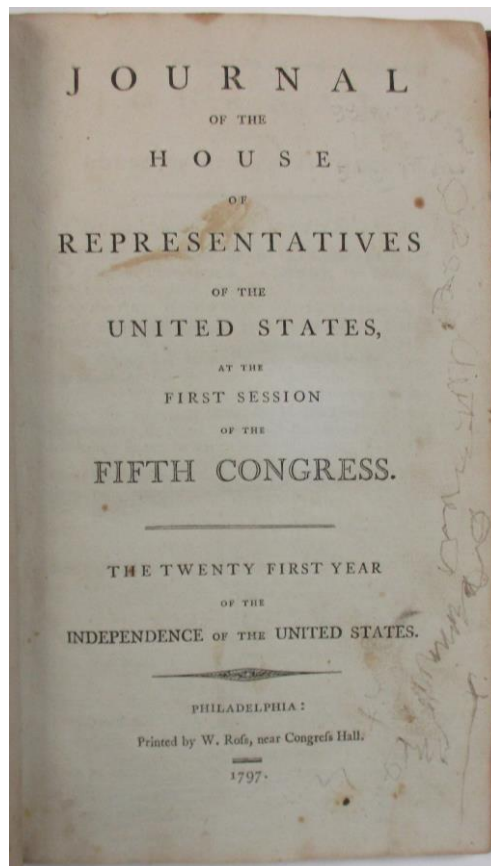 JOURNAL
OF THE
HOUSE
OF
REPRESENTATIVES
OF THE
UNITED STATES,
AT THE
FIRST SESSION
OF THE
FIFTH CONGRESS.
THE TWENTY FIRST YEAR
OF THE
INDEPENDENCE OF THE UNITED STATES.
PHILADELPHIA:
Printed by W. Roſs, near Congreſs Hall.
1797.